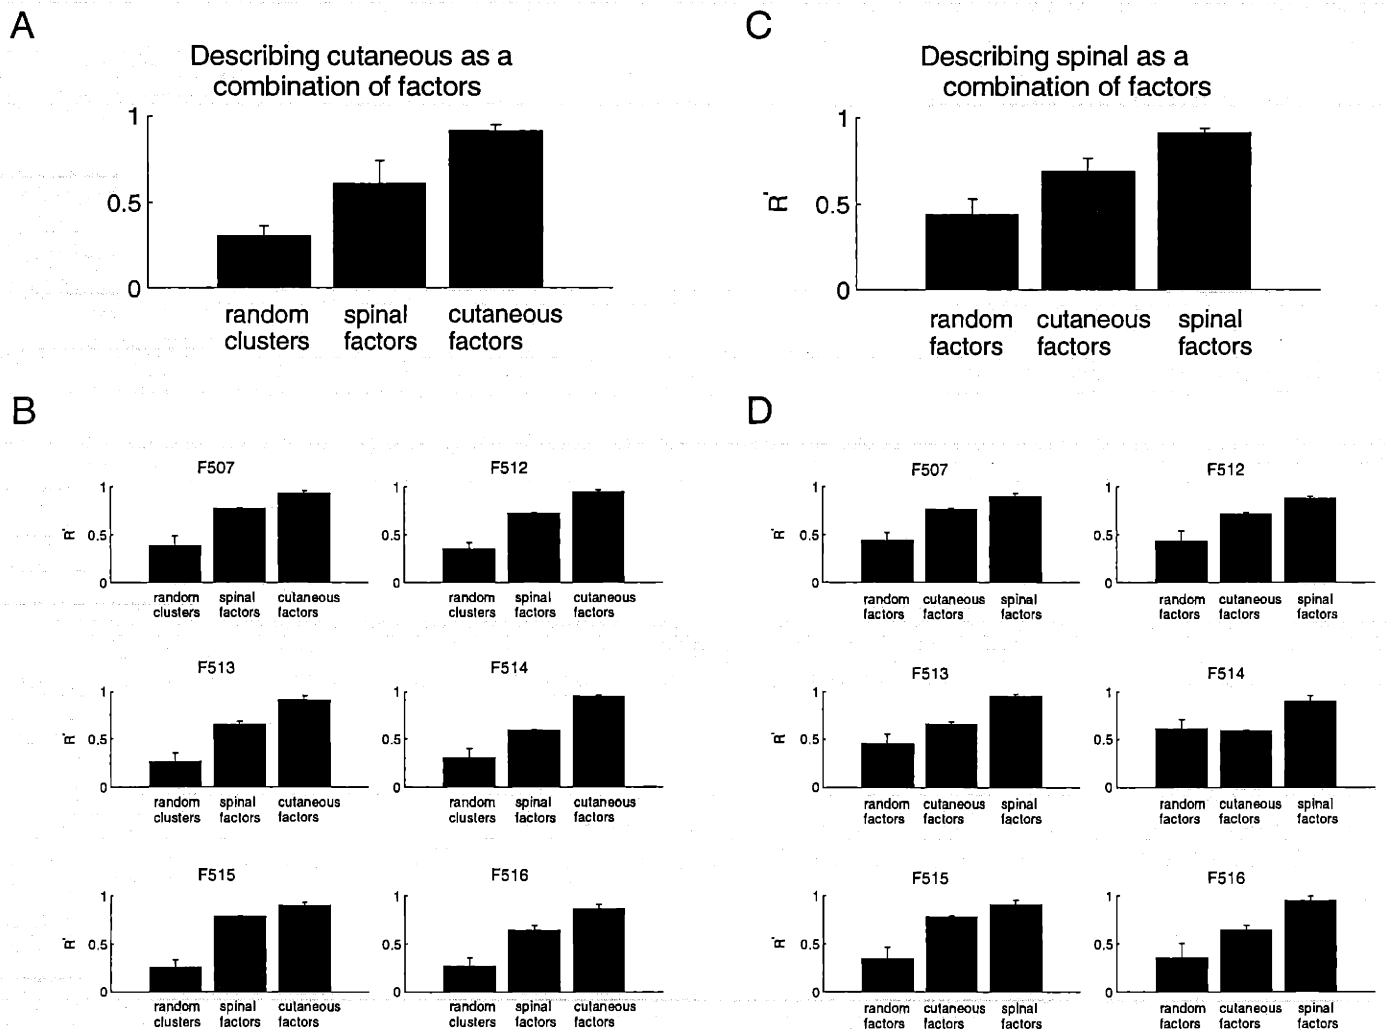 A
Describing cutaneous as a
combination of factors
1
0.5
0
random
clusters
spinal
factors
cutaneous
factors
C
Describing spinal as a
combination of factors
R'
1
0.5
0
random
factors
cutaneous
factors
spinal
factors
B
F507
R'
1
0.5
0
random
clusters
spinal
factors
cutaneous
factors
F512
1
0.5
0
random
clusters
spinal
factors
cutaneous
factors
F513
R'
1
0.5
0
random
clusters
spinal
factors
cutaneous
factors
F514
1
0.5
0
random
clusters
spinal
factors
cutaneous
factors
F515
R'
1
0.5
0
random
clusters
spinal
factors
cutaneous
factors
F516
1
0.5
0
random
clusters
spinal
factors
cutaneous
factors
D
F507
R'
1
0.5
0
random
factors
cutaneous
factors
spinal
factors
F512
1
0.5
0
random
factors
cutaneous
factors
spinal
factors
F513
R'
1
0.5
0
random
factors
cutaneous
factors
spinal
factors
F514
1
0.5
0
random
factors
cutaneous
factors
spinal
factors
F515
R'
1
0.5
0
random
factors
cutaneous
factors
spinal
factors
F516
1
0.5
0
random
factors
cutaneous
factors
spinal
factors